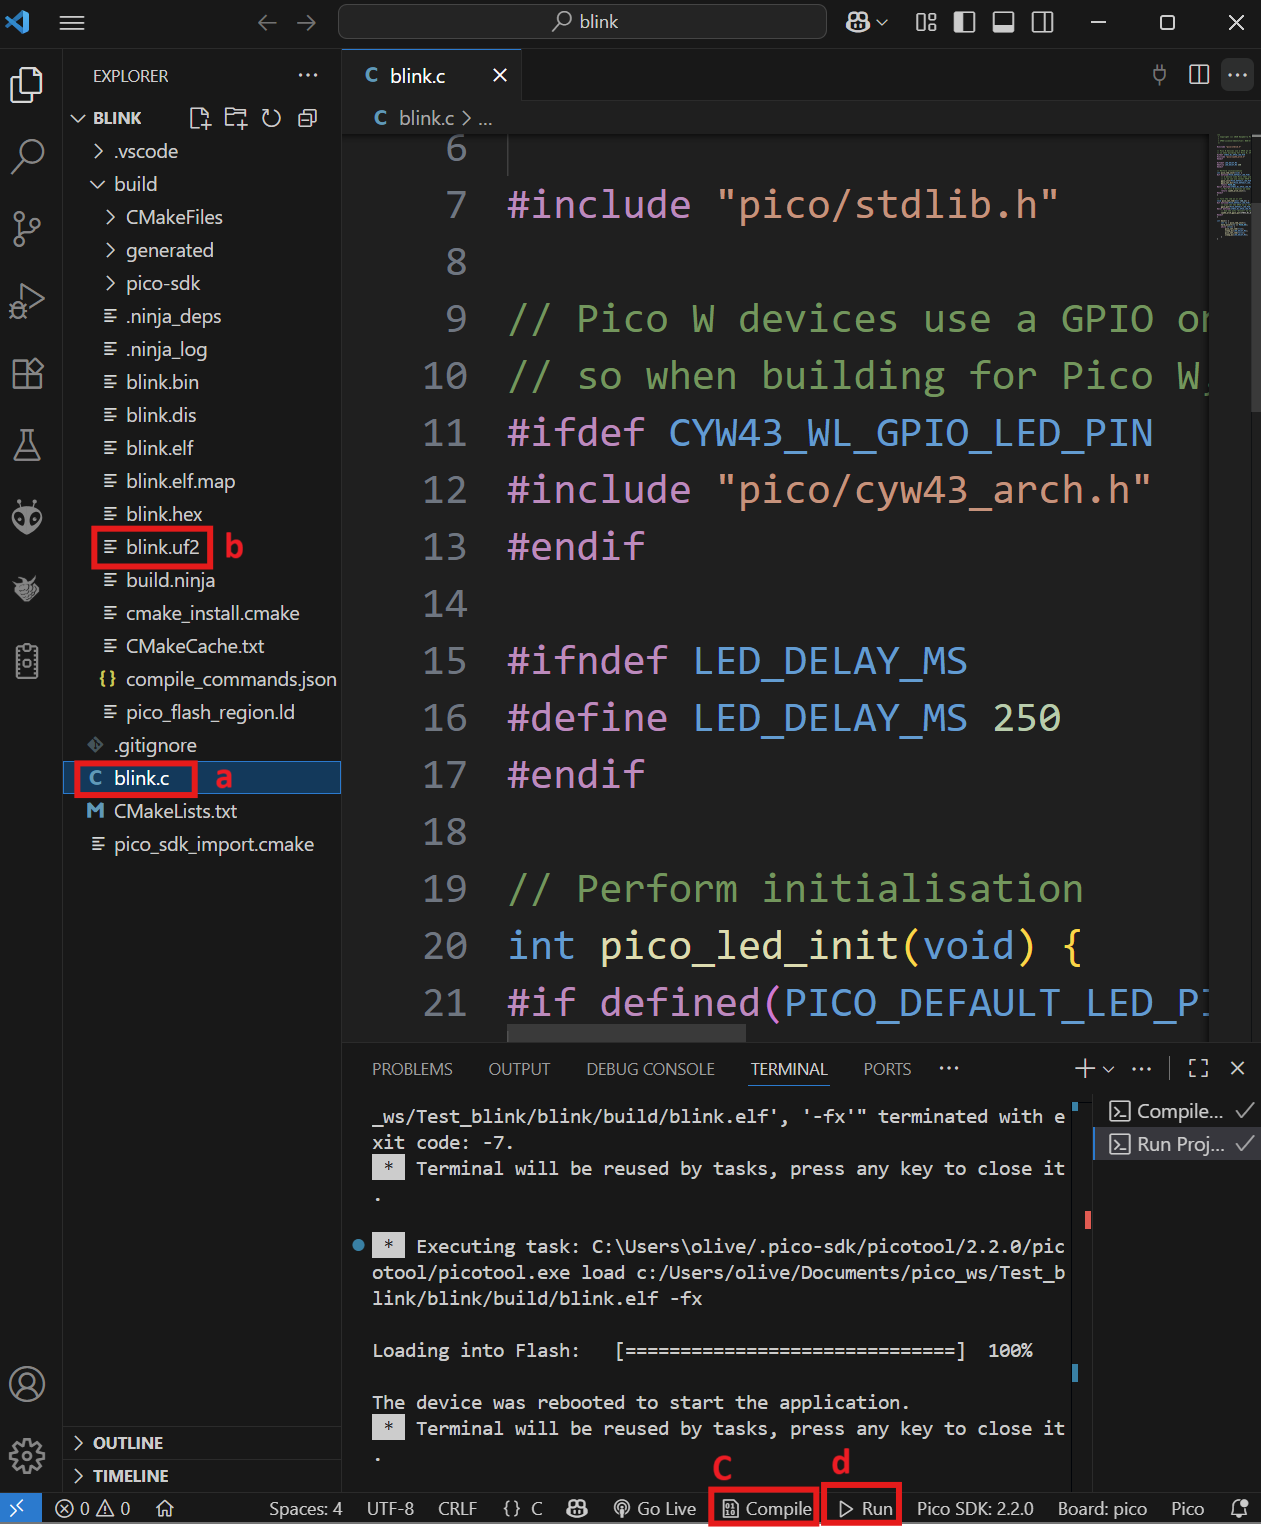 blink
EXPLORER
BLINK
.vscode
build
CMakeFiles
generated
pico-sdk
.ninja_deps
.ninja_log
blink.bin
blink.dis
blink.elf
blink.elf.map
blink.hex
blink.uf2 b
build.ninja
cmake_install.cmake
CMakeCache.txt
{} compile_commands.json
pico_flash_region.ld
.gitignore
C blink.c a
M CMakeLists.txt
pico_sdk_import.cmake
OUTLINE
TIMELINE
C blink.c
C blink.c > ...
6
7 #include "pico/stdlib.h"
8
9 // Pico W devices use a GPIO on
10 // so when building for Pico W,
11 #ifdef CYW43_WL_GPIO_LED_PIN
12 #include "pico/cyw43_arch.h"
13 #endif
14
15 #ifndef LED_DELAY_MS
16 #define LED_DELAY_MS 250
17 #endif
18
19 // Perform initialisation
20 int pico_led_init(void) {
21 #if defined(PICO_DEFAULT_LED_PI
PROBLEMS OUTPUT DEBUG CONSOLE TERMINAL PORTS ...
_ws/Test_blink/blink/build/blink.elf', '-fx'" terminated with e
xit code: -7.
* Terminal will be reused by tasks, press any key to close it
.
* Executing task: C:\Users\olive/.pico-sdk/picotool/2.2.0/pic
otool/picotool.exe load c:/Users/olive/Documents/pico_ws/Test_b
link/blink/build/blink.elf -fx
Loading into Flash: [==============================] 100%
The device was rebooted to start the application.
* Terminal will be reused by tasks, press any key to close it
.
Compile...
Run Proj...
C d
0 0 Spaces: 4 UTF-8 CRLF {} C Go Live Compile Run Pico SDK: 2.2.0 Board: pico Pico